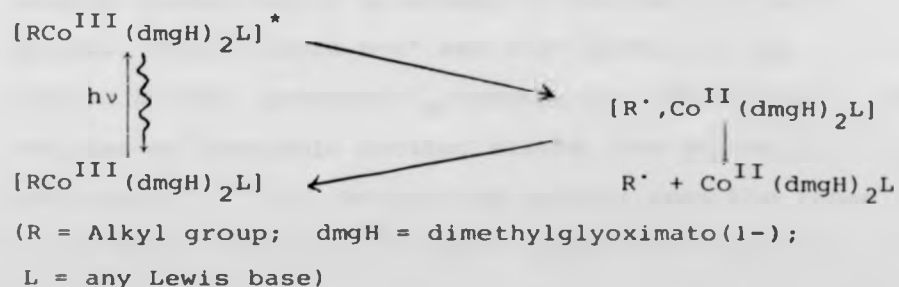 [RCo^III(dmgH)₂L]*
hν
[R·,Co^II(dmgH)₂L]
[RCo^III(dmgH)₂L]
R· + Co^II(dmgH)₂L
(R = Alkyl group; dmgH = dimethylglyoximato(1-);
L = any Lewis base)